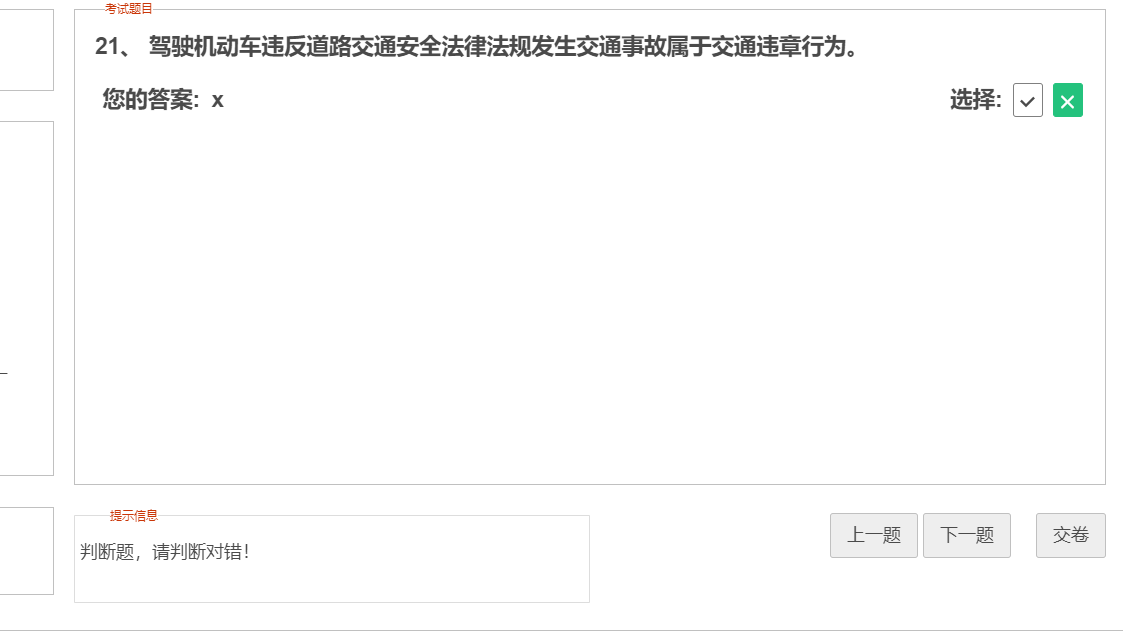 考试题目
21、 驾驶机动车违反道路交通安全法律法规发生交通事故属于交通违章行为。
您的答案: x 选择:
提示信息
判断题，请判断对错！
上一题 下一题 交卷